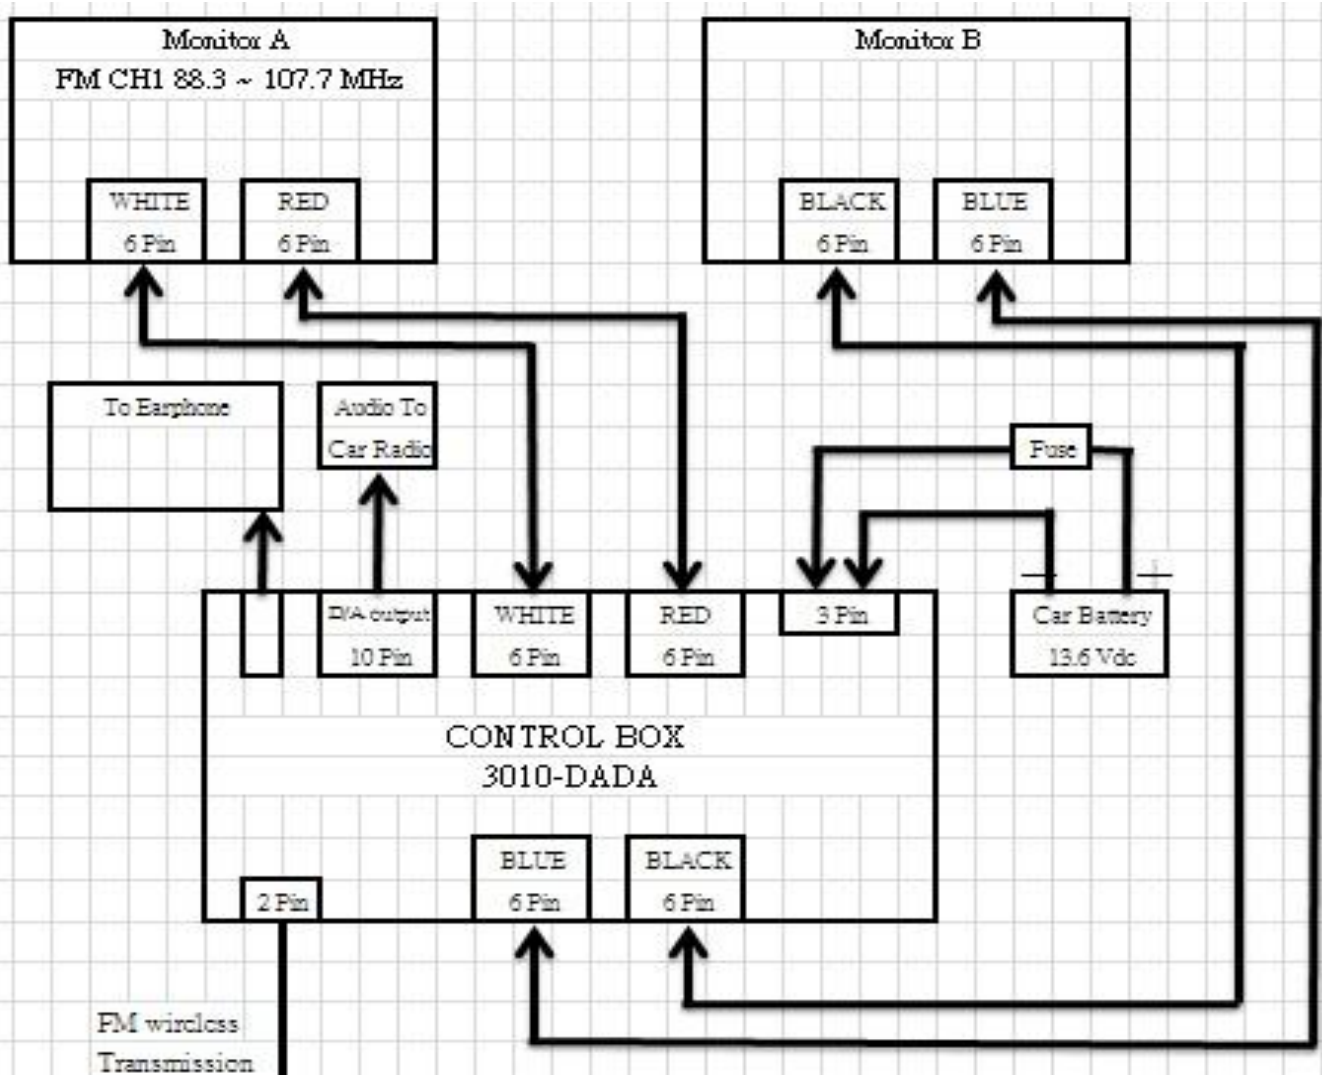 Monitor A
FM CH1 88.3 ~ 107.7 MHz
WHITE
6 Pin
RED
6 Pin
Monitor B
BLACK
6 Pin
BLUE
6 Pin
To Earphone
Audio To
Car Radio
Fuse
D/A output
10 Pin
WHITE
6 Pin
RED
6 Pin
3 Pin
Car Battery
13.6 Vdc
CONTROL BOX
3010-DADA
BLUE
6 Pin
BLACK
6 Pin
2 Pin
FM wireless
Transmission